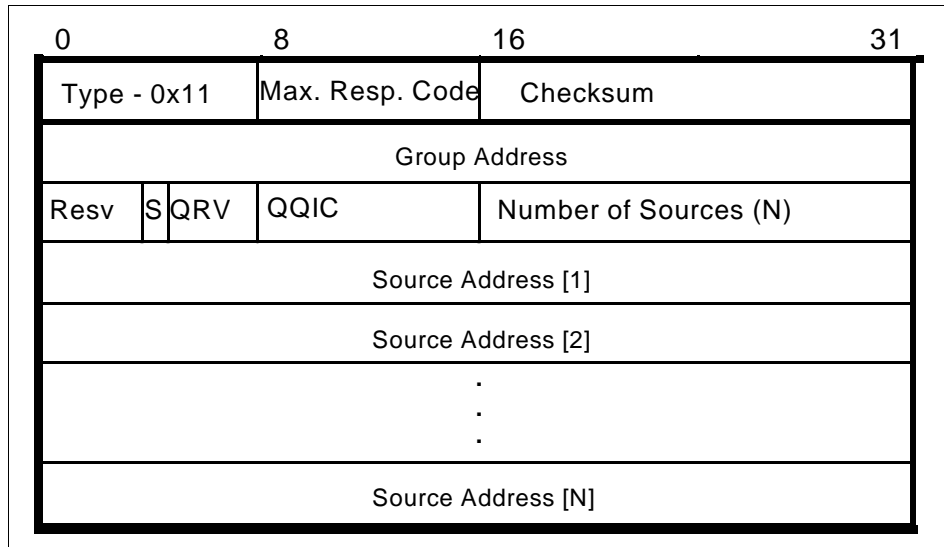 0 8 16 31
Type - 0x11 Max. Resp. Code Checksum
Group Address
Resv S QRV QQIC Number of Sources (N)
Source Address [1]
Source Address [2]
.
.
.
Source Address [N]